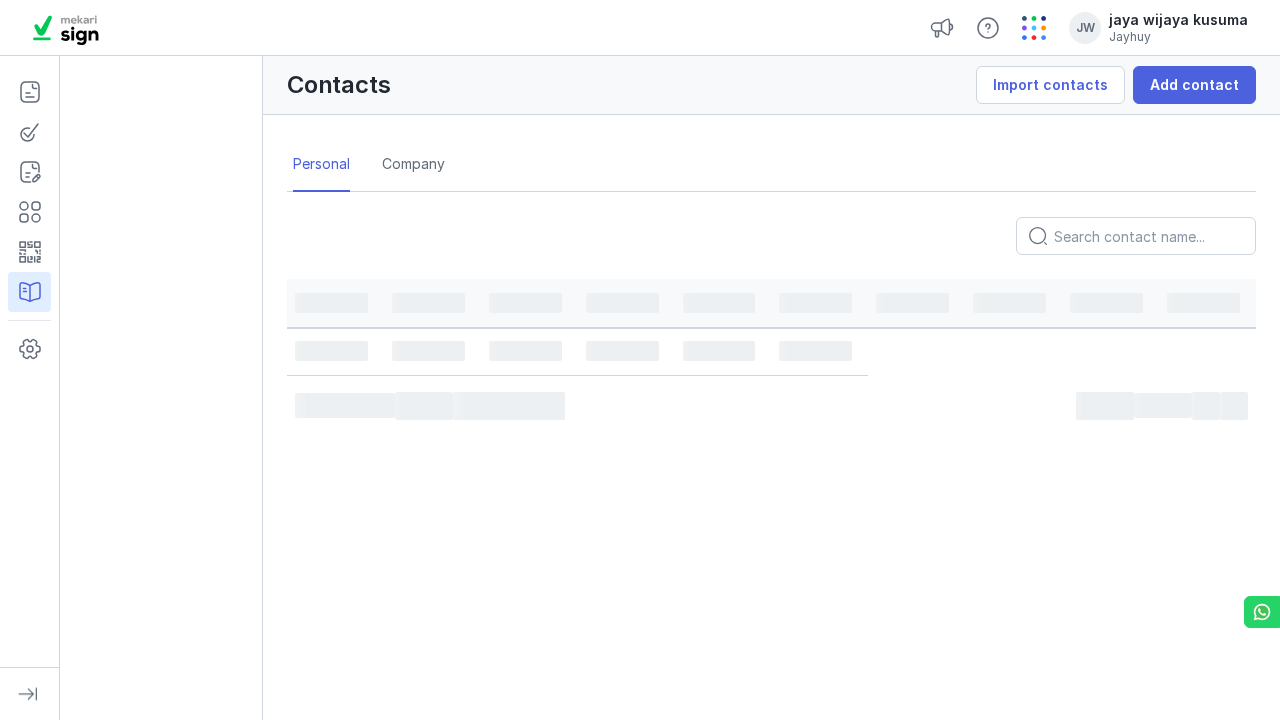 mekari
sign
JW
jaya wijaya kusuma
Jayhuy
Contacts
Import contacts
Add contact
Personal
Company
Search contact name...